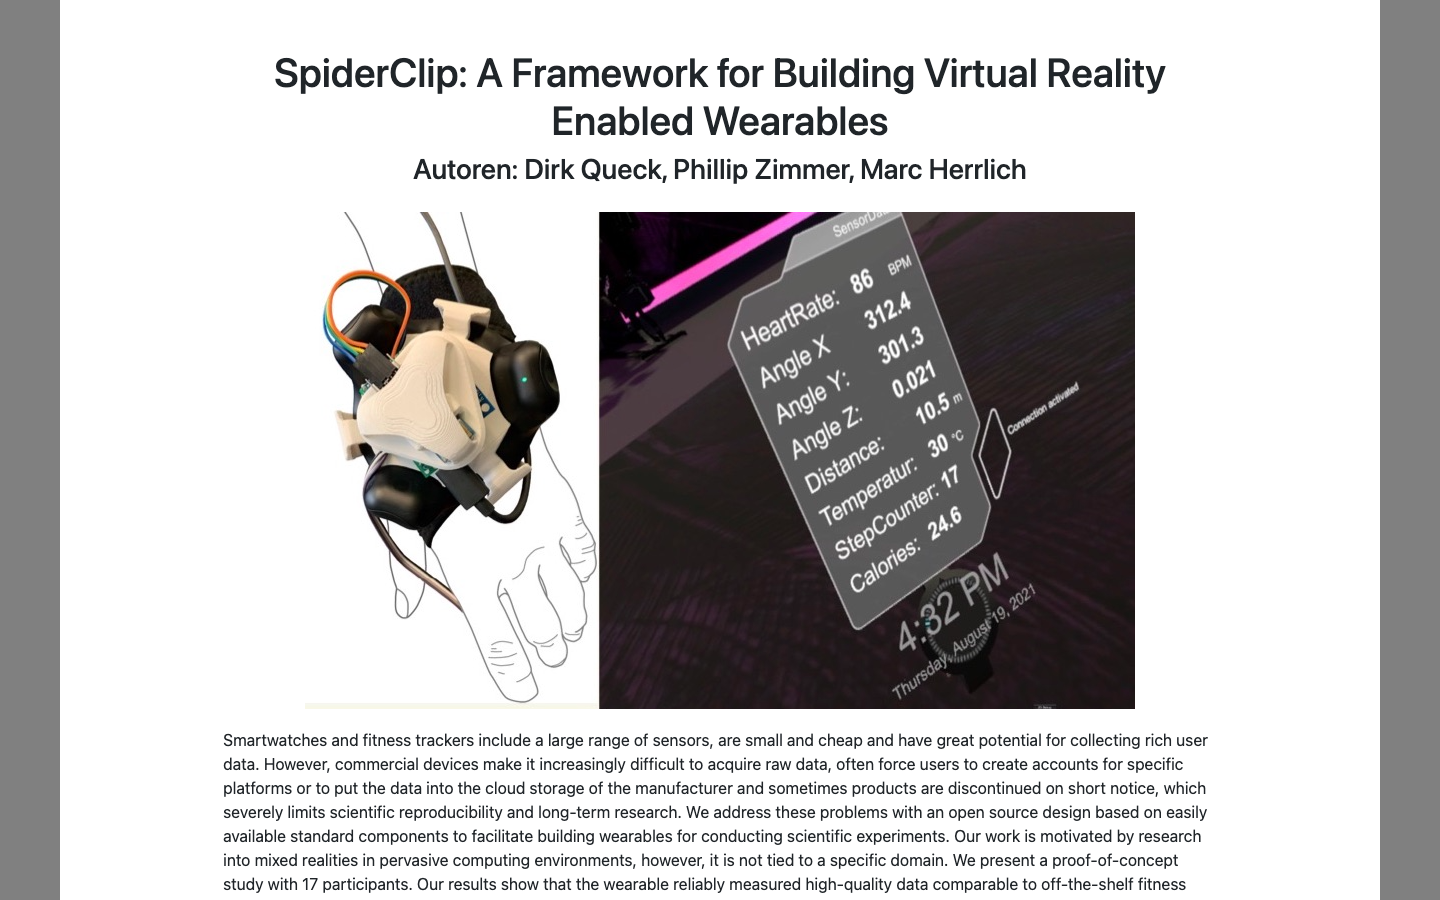 SpiderClip: A Framework for Building Virtual Reality
Enabled Wearables
Autoren: Dirk Queck, Phillip Zimmer, Marc Herrlich
HeartRate: 86 BPM
Angle X 312.4
Angle Y: 301.3
Angle Z: 0.021
Distance: 10.5 m
Temperatur: 30 °C
StepCounter: 17
Calories: 24.6
Connection activated
4:32 PM
Thursday, August 19, 2021
Smartwatches and fitness trackers include a large range of sensors, are small and cheap and have great potential for collecting rich user
data. However, commercial devices make it increasingly difficult to acquire raw data, often force users to create accounts for specific
platforms or to put the data into the cloud storage of the manufacturer and sometimes products are discontinued on short notice, which
severely limits scientific reproducibility and long-term research. We address these problems with an open source design based on easily
available standard components to facilitate building wearables for conducting scientific experiments. Our work is motivated by research
into mixed realities in pervasive computing environments, however, it is not tied to a specific domain. We present a proof-of-concept
study with 17 participants. Our results show that the wearable reliably measured high-quality data comparable to off-the-shelf fitness